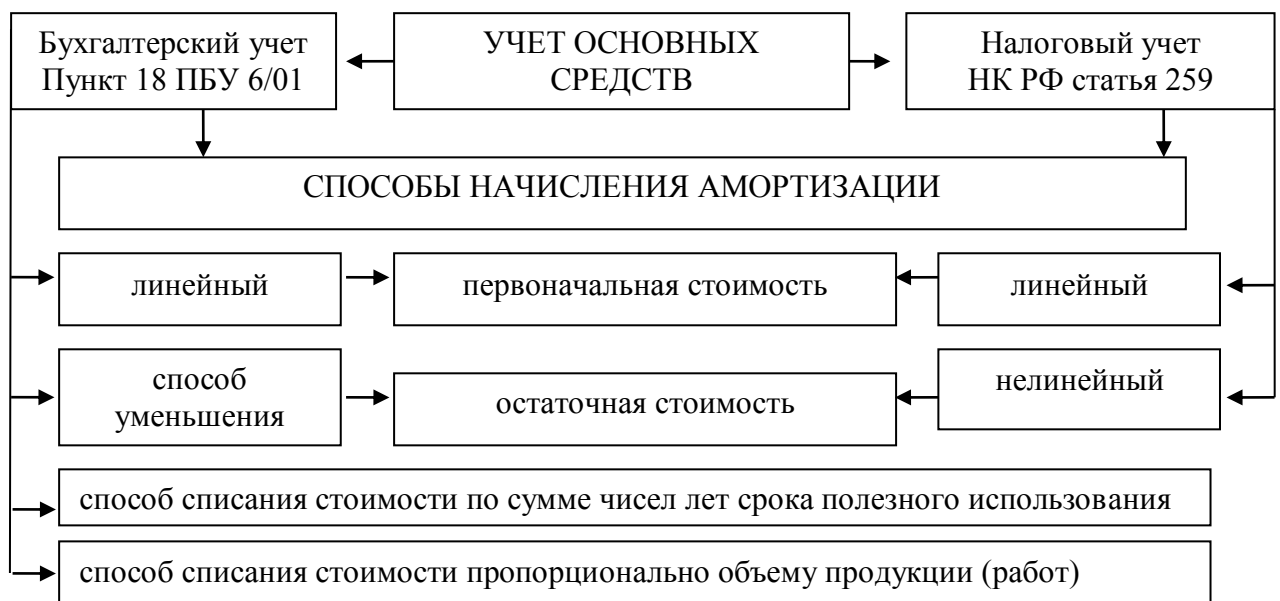 Бухгалтерский учет
Пункт 18 ПБУ 6/01
УЧЕТ ОСНОВНЫХ
СРЕДСТВ
Налоговый учет
НК РФ статья 259
СПОСОБЫ НАЧИСЛЕНИЯ АМОРТИЗАЦИИ
линейный
первоначальная стоимость
линейный
способ
уменьшения
остаточная стоимость
нелинейный
способ списания стоимости по сумме чисел лет срока полезного использования
способ списания стоимости пропорционально объему продукции (работ)